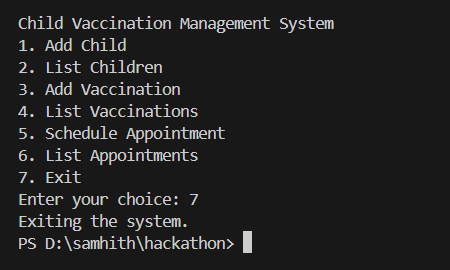 Child Vaccination Management System
1. Add Child
2. List Children
3. Add Vaccination
4. List Vaccinations
5. Schedule Appointment
6. List Appointments
7. Exit
Enter your choice: 7
Exiting the system.
PS D:\samhith\hackathon>